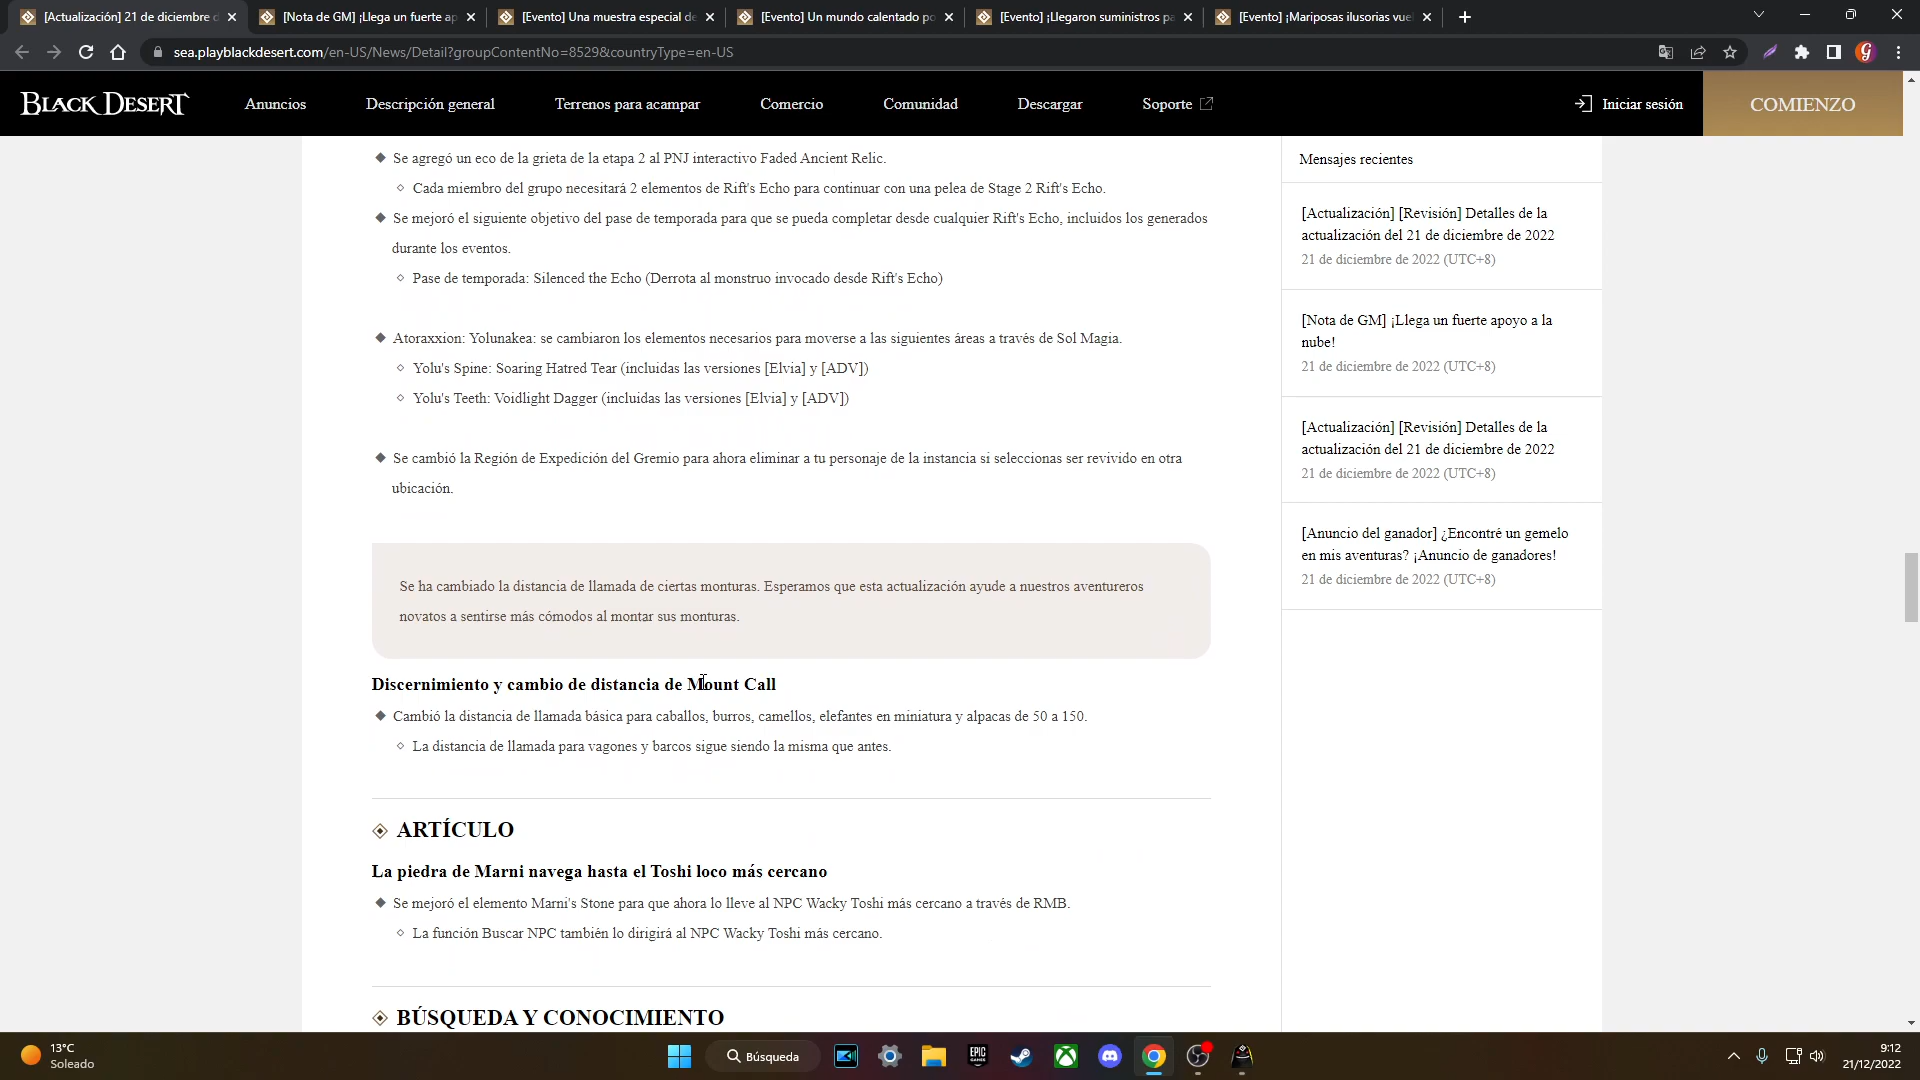 [Actualización] 21 de diciembre d
[Nota de GM] ¡Llega un fuerte ap
[Evento] Una muestra especial de
[Evento] Un mundo calentado po
[Evento] ¡Llegaron suministros pa
[Evento] ¡Mariposas ilusorias vue
sea.playblackdesert.com/en-US/News/Detail?groupContentNo=8529&countryType=en-US
BLACK DESERT
Anuncios
Descripción general
Terrenos para acampar
Comercio
Comunidad
Descargar
Soporte
Iniciar sesión
COMIENZO
Se agregó un eco de la grieta de la etapa 2 al PNJ interactivo Faded Ancient Relic.
Cada miembro del grupo necesitará 2 elementos de Rift's Echo para continuar con una pelea de Stage 2 Rift's Echo.
Se mejoró el siguiente objetivo del pase de temporada para que se pueda completar desde cualquier Rift's Echo, incluidos los generados
durante los eventos.
Pase de temporada: Silenced the Echo (Derrota al monstruo invocado desde Rift's Echo)
Atoraxxion: Yolunakea: se cambiaron los elementos necesarios para moverse a las siguientes áreas a través de Sol Magia.
Yolu's Spine: Soaring Hatred Tear (incluidas las versiones [Elvia] y [ADV])
Yolu's Teeth: Voidlight Dagger (incluidas las versiones [Elvia] y [ADV])
Se cambió la Región de Expedición del Gremio para ahora eliminar a tu personaje de la instancia si seleccionas ser revivido en otra
ubicación.
Se ha cambiado la distancia de llamada de ciertas monturas. Esperamos que esta actualización ayude a nuestros aventureros
novatos a sentirse más cómodos al montar sus monturas.
Discernimiento y cambio de distancia de Mount Call
Cambió la distancia de llamada básica para caballos, burros, camellos, elefantes en miniatura y alpacas de 50 a 150.
La distancia de llamada para vagones y barcos sigue siendo la misma que antes.
ARTÍCULO
La piedra de Marni navega hasta el Toshi loco más cercano
Se mejoró el elemento Marni's Stone para que ahora lo lleve al NPC Wacky Toshi más cercano a través de RMB.
La función Buscar NPC también lo dirigirá al NPC Wacky Toshi más cercano.
BÚSQUEDA Y CONOCIMIENTO
Mensajes recientes
[Actualización] [Revisión] Detalles de la
actualización del 21 de diciembre de 2022
21 de diciembre de 2022 (UTC+8)
[Nota de GM] ¡Llega un fuerte apoyo a la
nube!
21 de diciembre de 2022 (UTC+8)
[Actualización] [Revisión] Detalles de la
actualización del 21 de diciembre de 2022
21 de diciembre de 2022 (UTC+8)
[Anuncio del ganador] ¿Encontré un gemelo
en mis aventuras? ¡Anuncio de ganadores!
21 de diciembre de 2022 (UTC+8)
13°C
Soleado
Búsqueda
EPIC
GAMES
9:12
21/12/2022